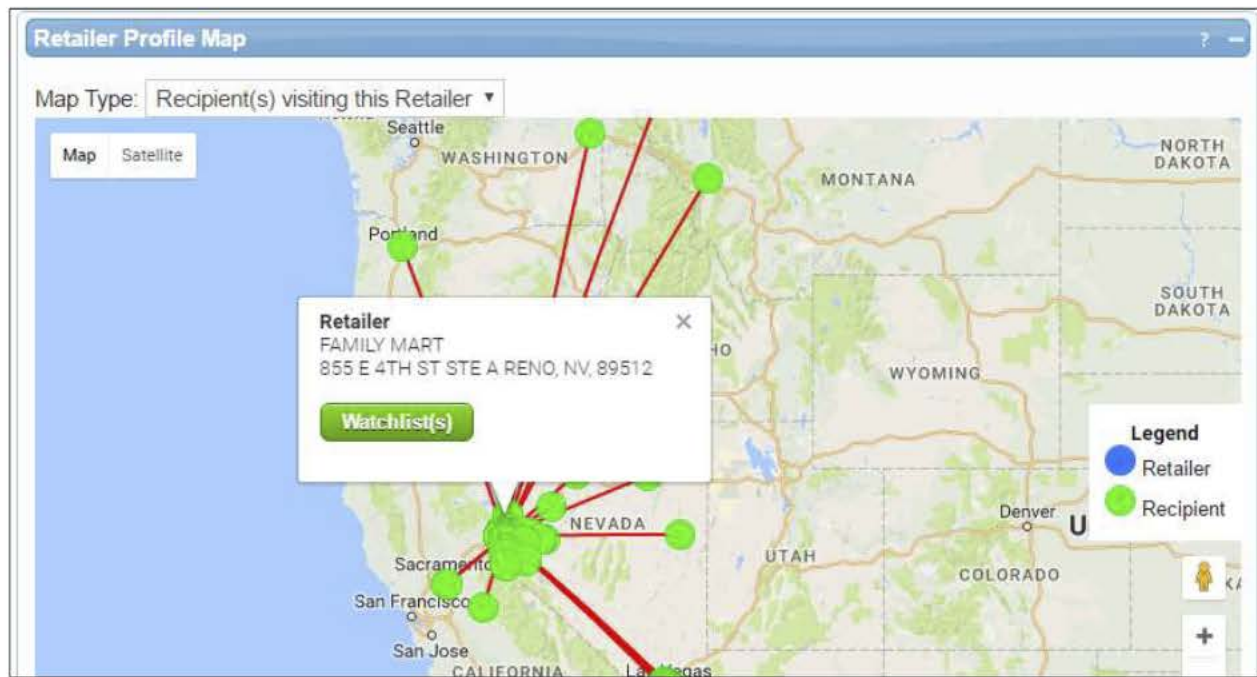 Retailer Profile Map
? −
Map Type: Recipient(s) visiting this Retailer ▼
Map Satellite
Seattle
WASHINGTON
NORTH
DAKOTA
MONTANA
SOUTH
DAKOTA
Retailer
×
FAMILY MART
855 E 4TH ST STE A RENO, NV, 89512
Watchlist(s)
WYOMING
Legend
Retailer
Recipient
NEVADA
Denver
UTAH
COLORADO
San Francisco
San Jose
CALIFORNIA
+